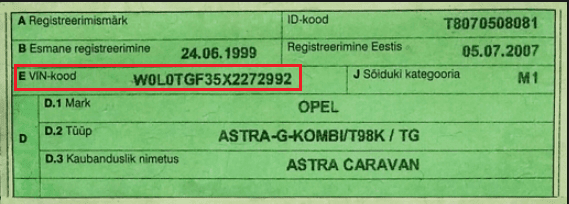 A Registreerimismärk ID-kood T8070508081
B Esmane registreerimine 24.06.1999 Registreerimine Eestis 05.07.2007
E VIN-kood W0L0TGF35X2272992 J Sõiduki kategooria M1
D.1 Mark OPEL
D D.2 Tüüp ASTRA-G-KOMBI/T98K / TG
D.3 Kaubanduslik nimetus ASTRA CARAVAN